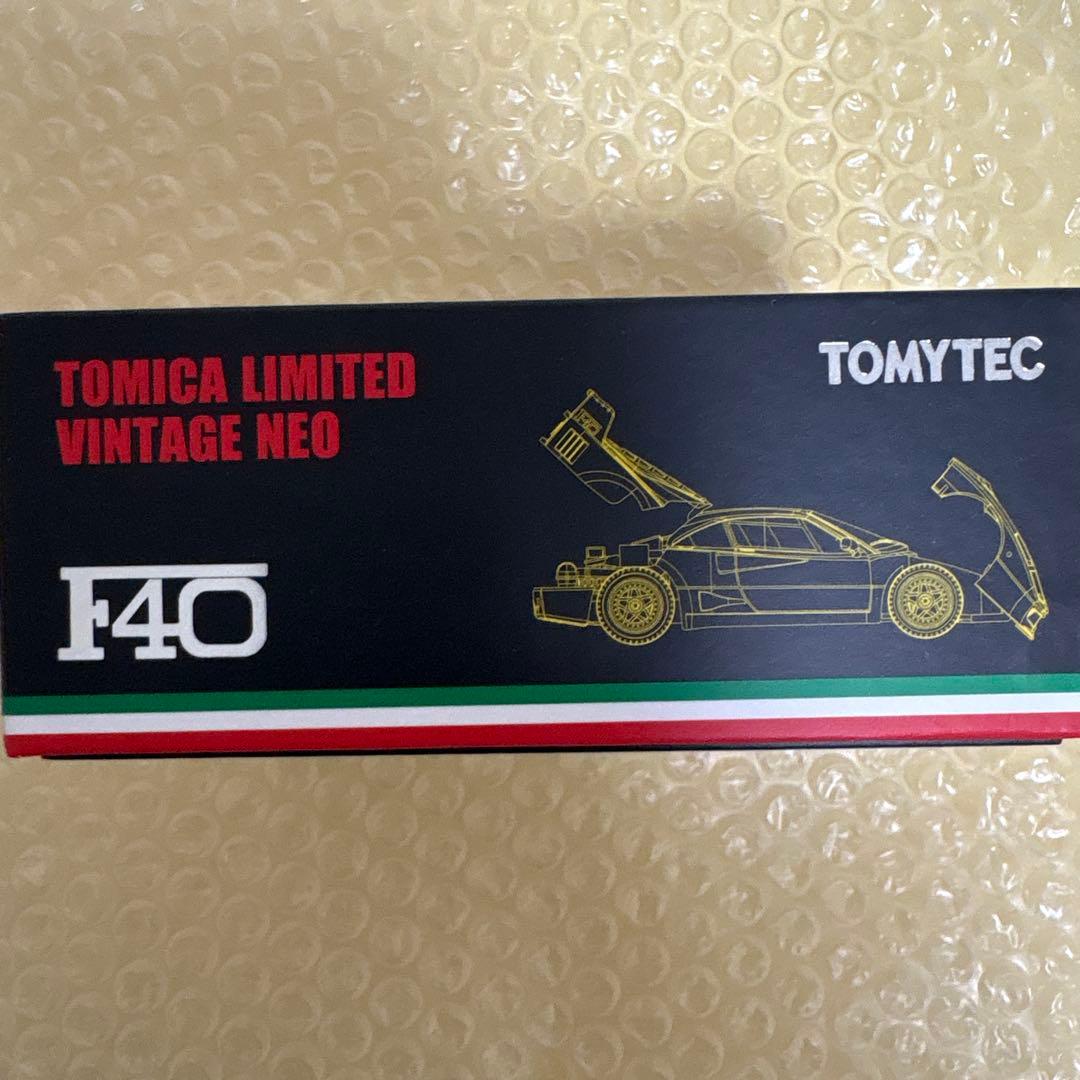 TOMICA LIMITED
VINTAGE NEO
TOMYTEC
F40